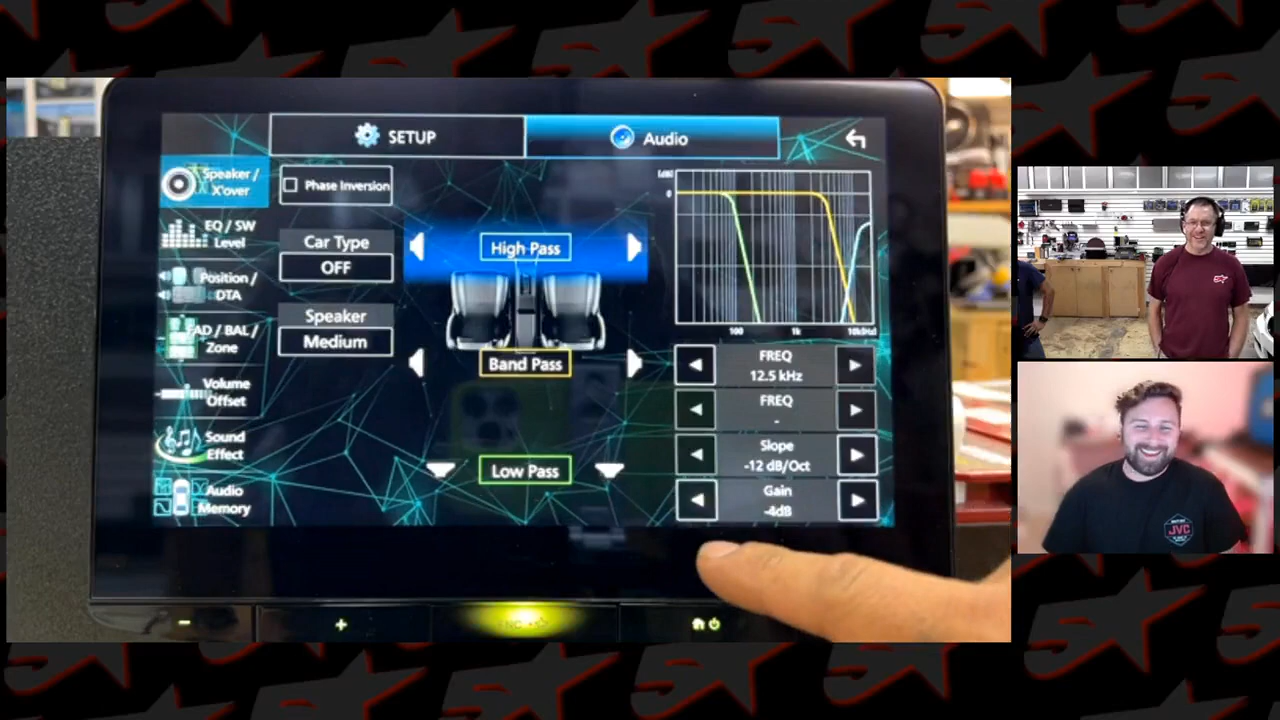 SETUP
Audio
Speaker /
X'over
Phase Inversion
EQ / SW
Level
Car Type
OFF
High Pass
0
Position /
DTA
FAD / BAL /
Zone
Speaker
Medium
Band Pass
100
1k
FREQ
12.5 kHz
FREQ
-
Volume
Offset
Slope
-12 dB/Oct
Sound
Effect
Low Pass
Gain
-4dB
Audio
Memory
JVC